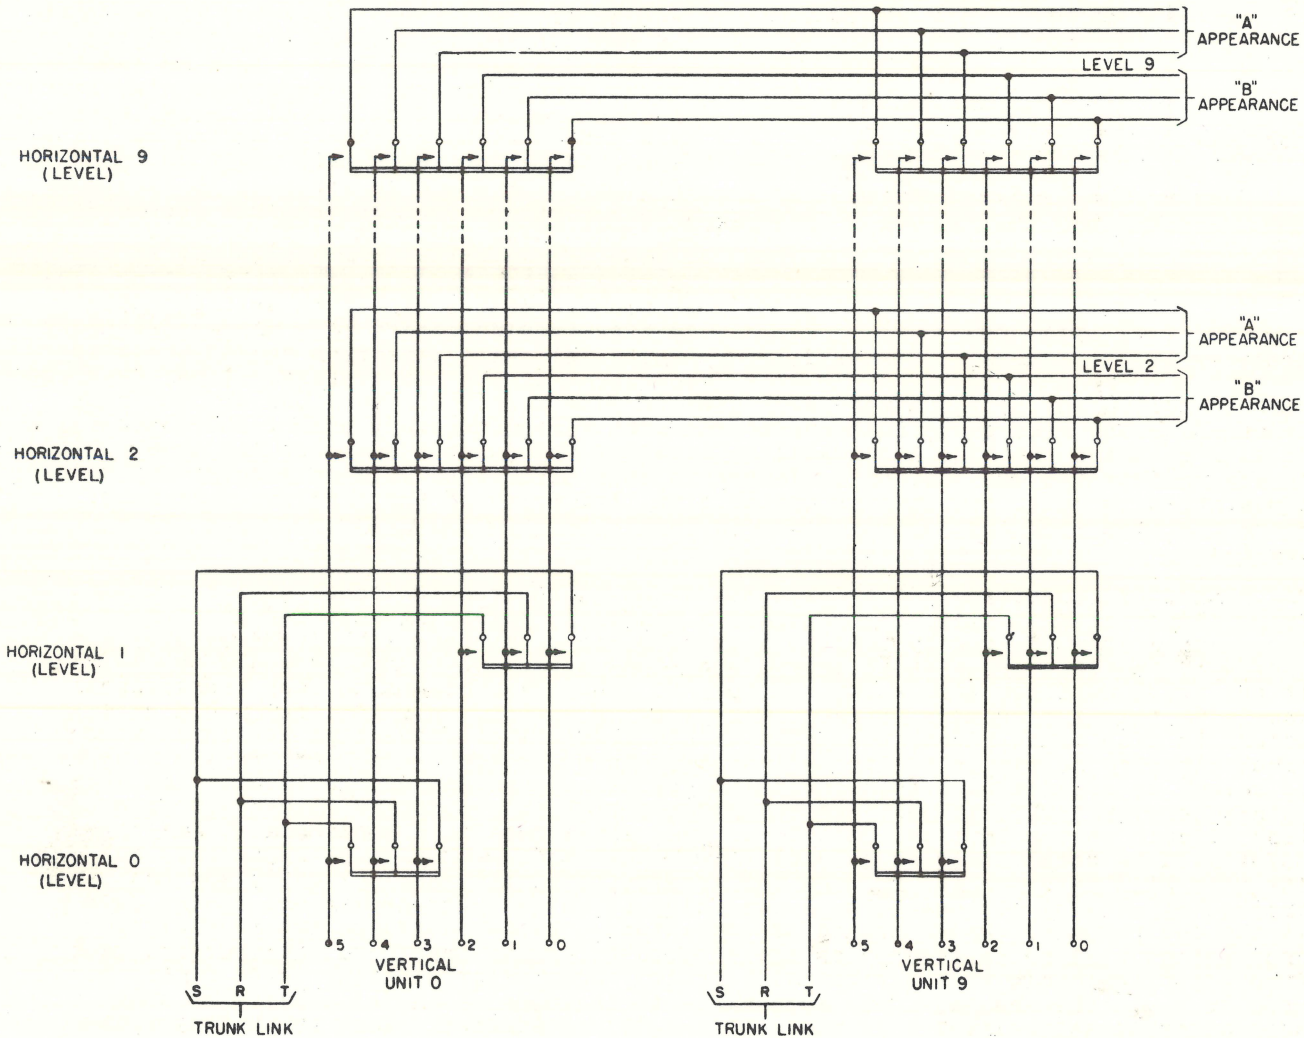 "A"
APPEARANCE
LEVEL 9
"B"
APPEARANCE
HORIZONTAL 9
(LEVEL)
"A"
APPEARANCE
LEVEL 2
"B"
APPEARANCE
HORIZONTAL 2
(LEVEL)
HORIZONTAL 1
(LEVEL)
HORIZONTAL 0
(LEVEL)
5 4 3 2 1 0
VERTICAL
UNIT 0
S R T
TRUNK LINK
5 4 3 2 1 0
VERTICAL
UNIT 9
S R T
TRUNK LINK